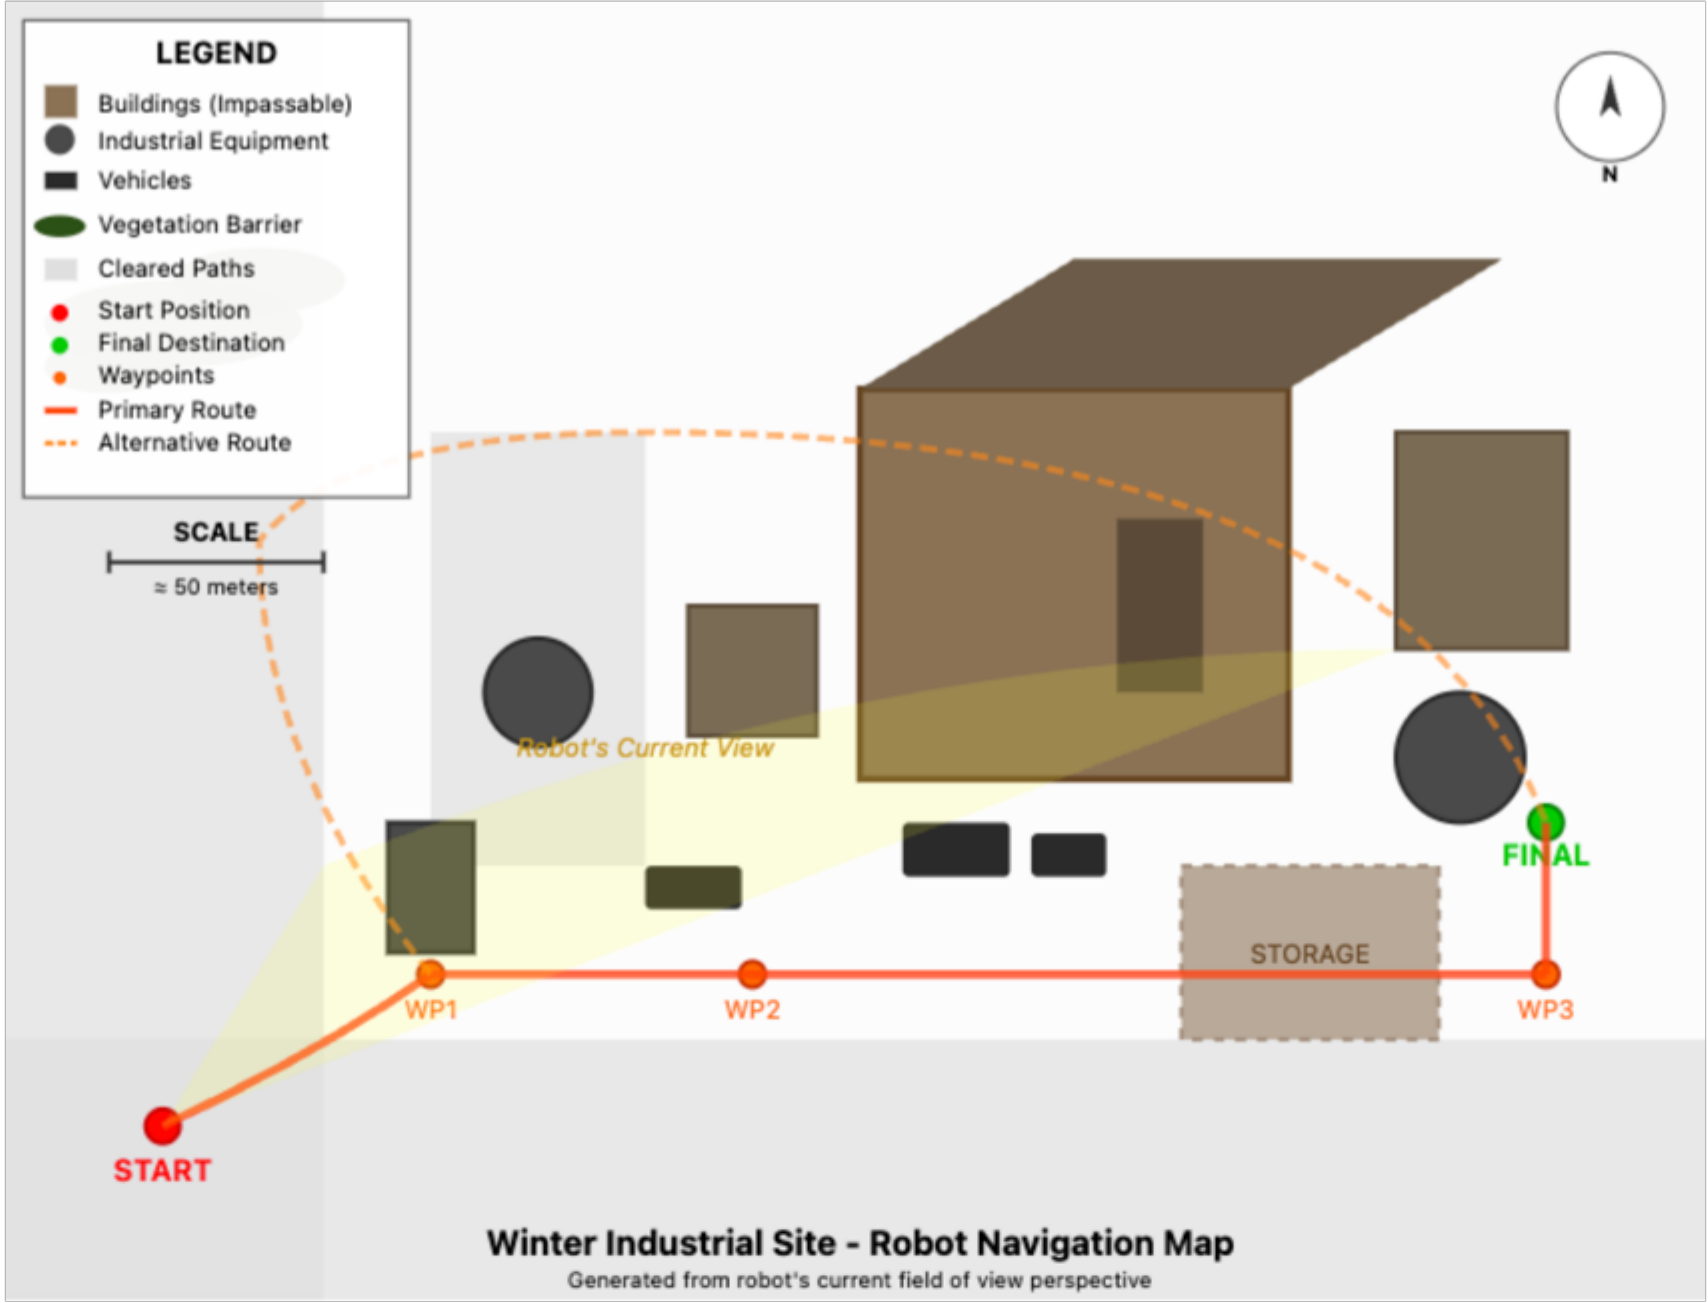 LEGEND
Buildings (Impassable)
Industrial Equipment
Vehicles
Vegetation Barrier
Cleared Paths
Start Position
Final Destination
Waypoints
Primary Route
Alternative Route
N
SCALE
≈ 50 meters
Robot's Current View
FINAL
STORAGE
WP1
WP2
WP3
START
Winter Industrial Site - Robot Navigation Map
Generated from robot's current field of view perspective